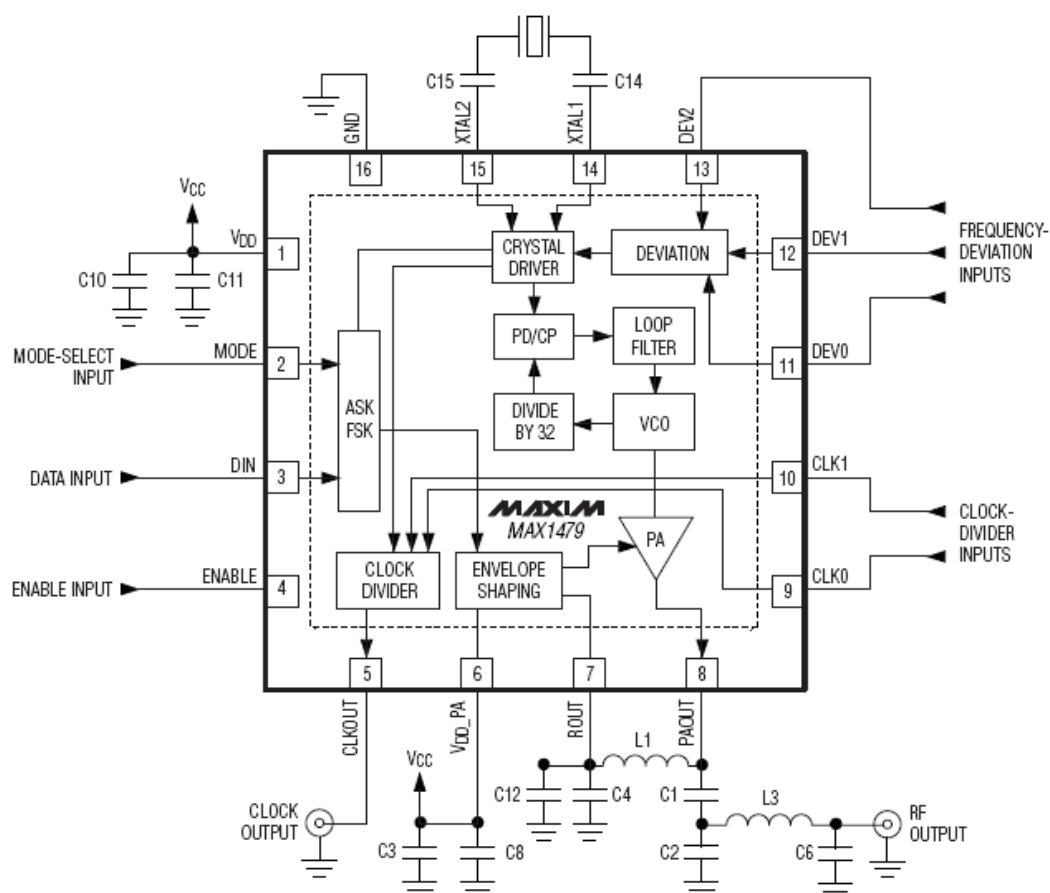 C15
C14
GND
XTAL2
XTAL1
DEV2
16
15
14
13
VCC
VDD
1
C10
C11
CRYSTAL
DRIVER
DEVIATION
12
DEV1
FREQUENCY-
DEVIATION
INPUTS
MODE-SELECT
INPUT
MODE
2
PD/CP
LOOP
FILTER
11
DEV0
ASK
FSK
DIVIDE
BY 32
VCO
DATA INPUT
DIN
3
10
CLK1
MAXIM
MAX1479
PA
CLOCK-
DIVIDER
INPUTS
ENABLE INPUT
ENABLE
4
CLOCK
DIVIDER
ENVELOPE
SHAPING
9
CLK0
5
6
7
8
CLKOUT
VDD_PA
ROUT
PAOUT
VCC
L1
C12
C4
C1
L3
CLOCK
OUTPUT
RF
OUTPUT
C3
C8
C2
C6